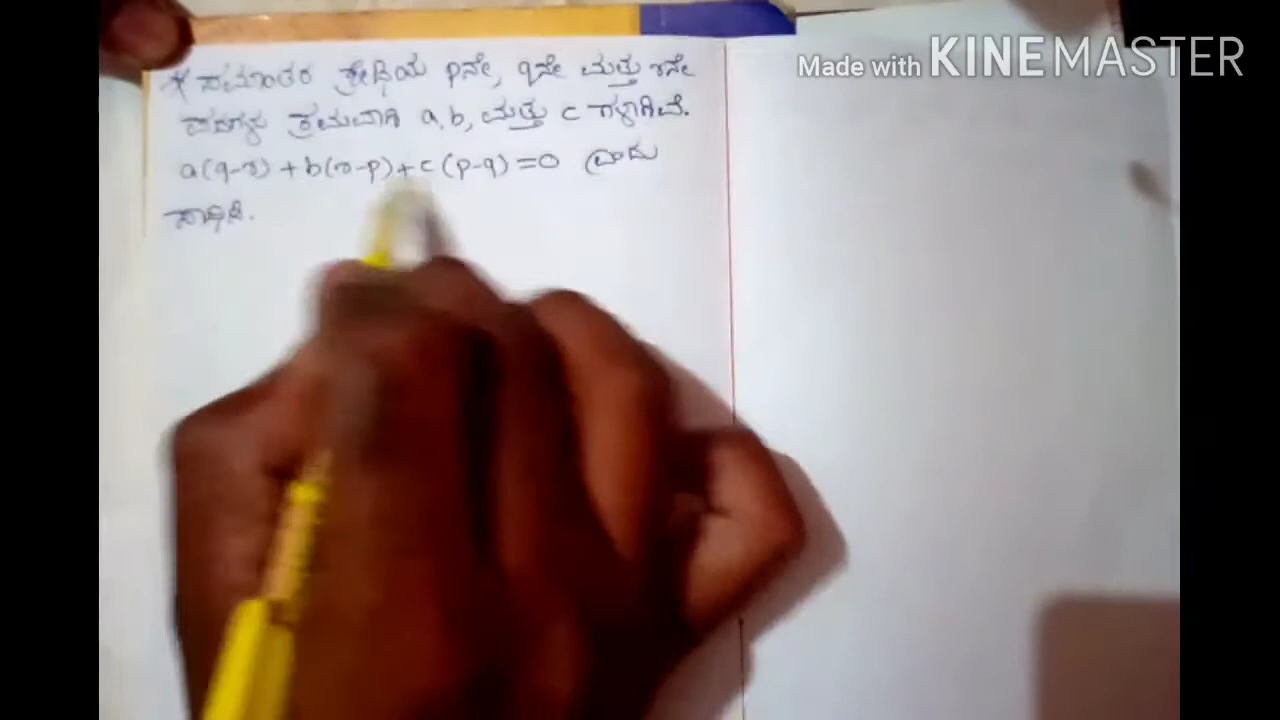 * ಸಮಾಂತರ ಶ್ರೇಢಿಯ pನೇ, qನೇ ಮತ್ತು rನೇ
ಪದಗಳು ಕ್ರಮವಾಗಿ a, b, ಮತ್ತು c ಗಳಾಗಿವೆ.
a(q-r) + b(r-p) + c(p-q) = 0 ಎಂದು
ಸಾಧಿಸಿ.
Made with KINEMASTER